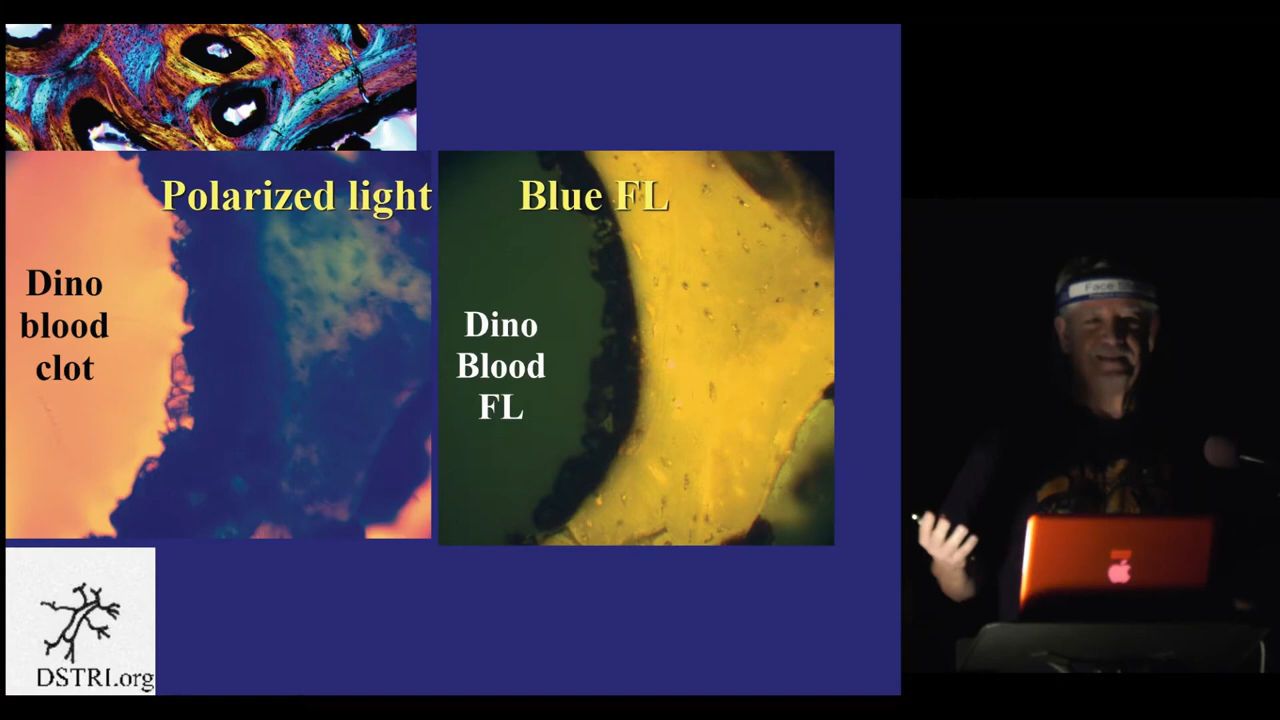 Polarized light
Dino
blood
clot
Blue FL
Dino
Blood
FL
DSTRI.org
Face